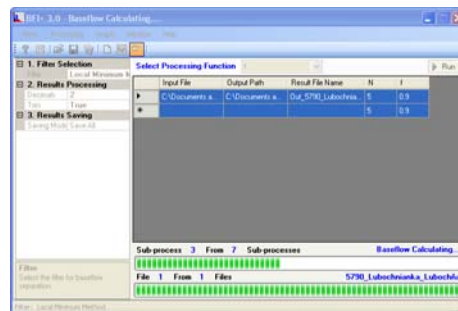 BFI+ 3.0 - Baseflow Calculating....
Help
1. Filter Selection
Filter Local Minimum M
2. Results Processing
Decimals 2
True
3. Results Saving
Saving Mode Save All
Select Processing Function
Run
Input File Output Path Result File Name N f
C:\Documents a... C:\Documents a... Out_5790_Lubochnia... 5 0.9
5 0.9
Sub-process 3 From 7 Sub-processes Baseflow Calculating..
Filter
Select the filter for baseflow
separation
File 1 From 1 Files 5790_Lubochnianka_Lubochňa
Filter: Local Minimum Method